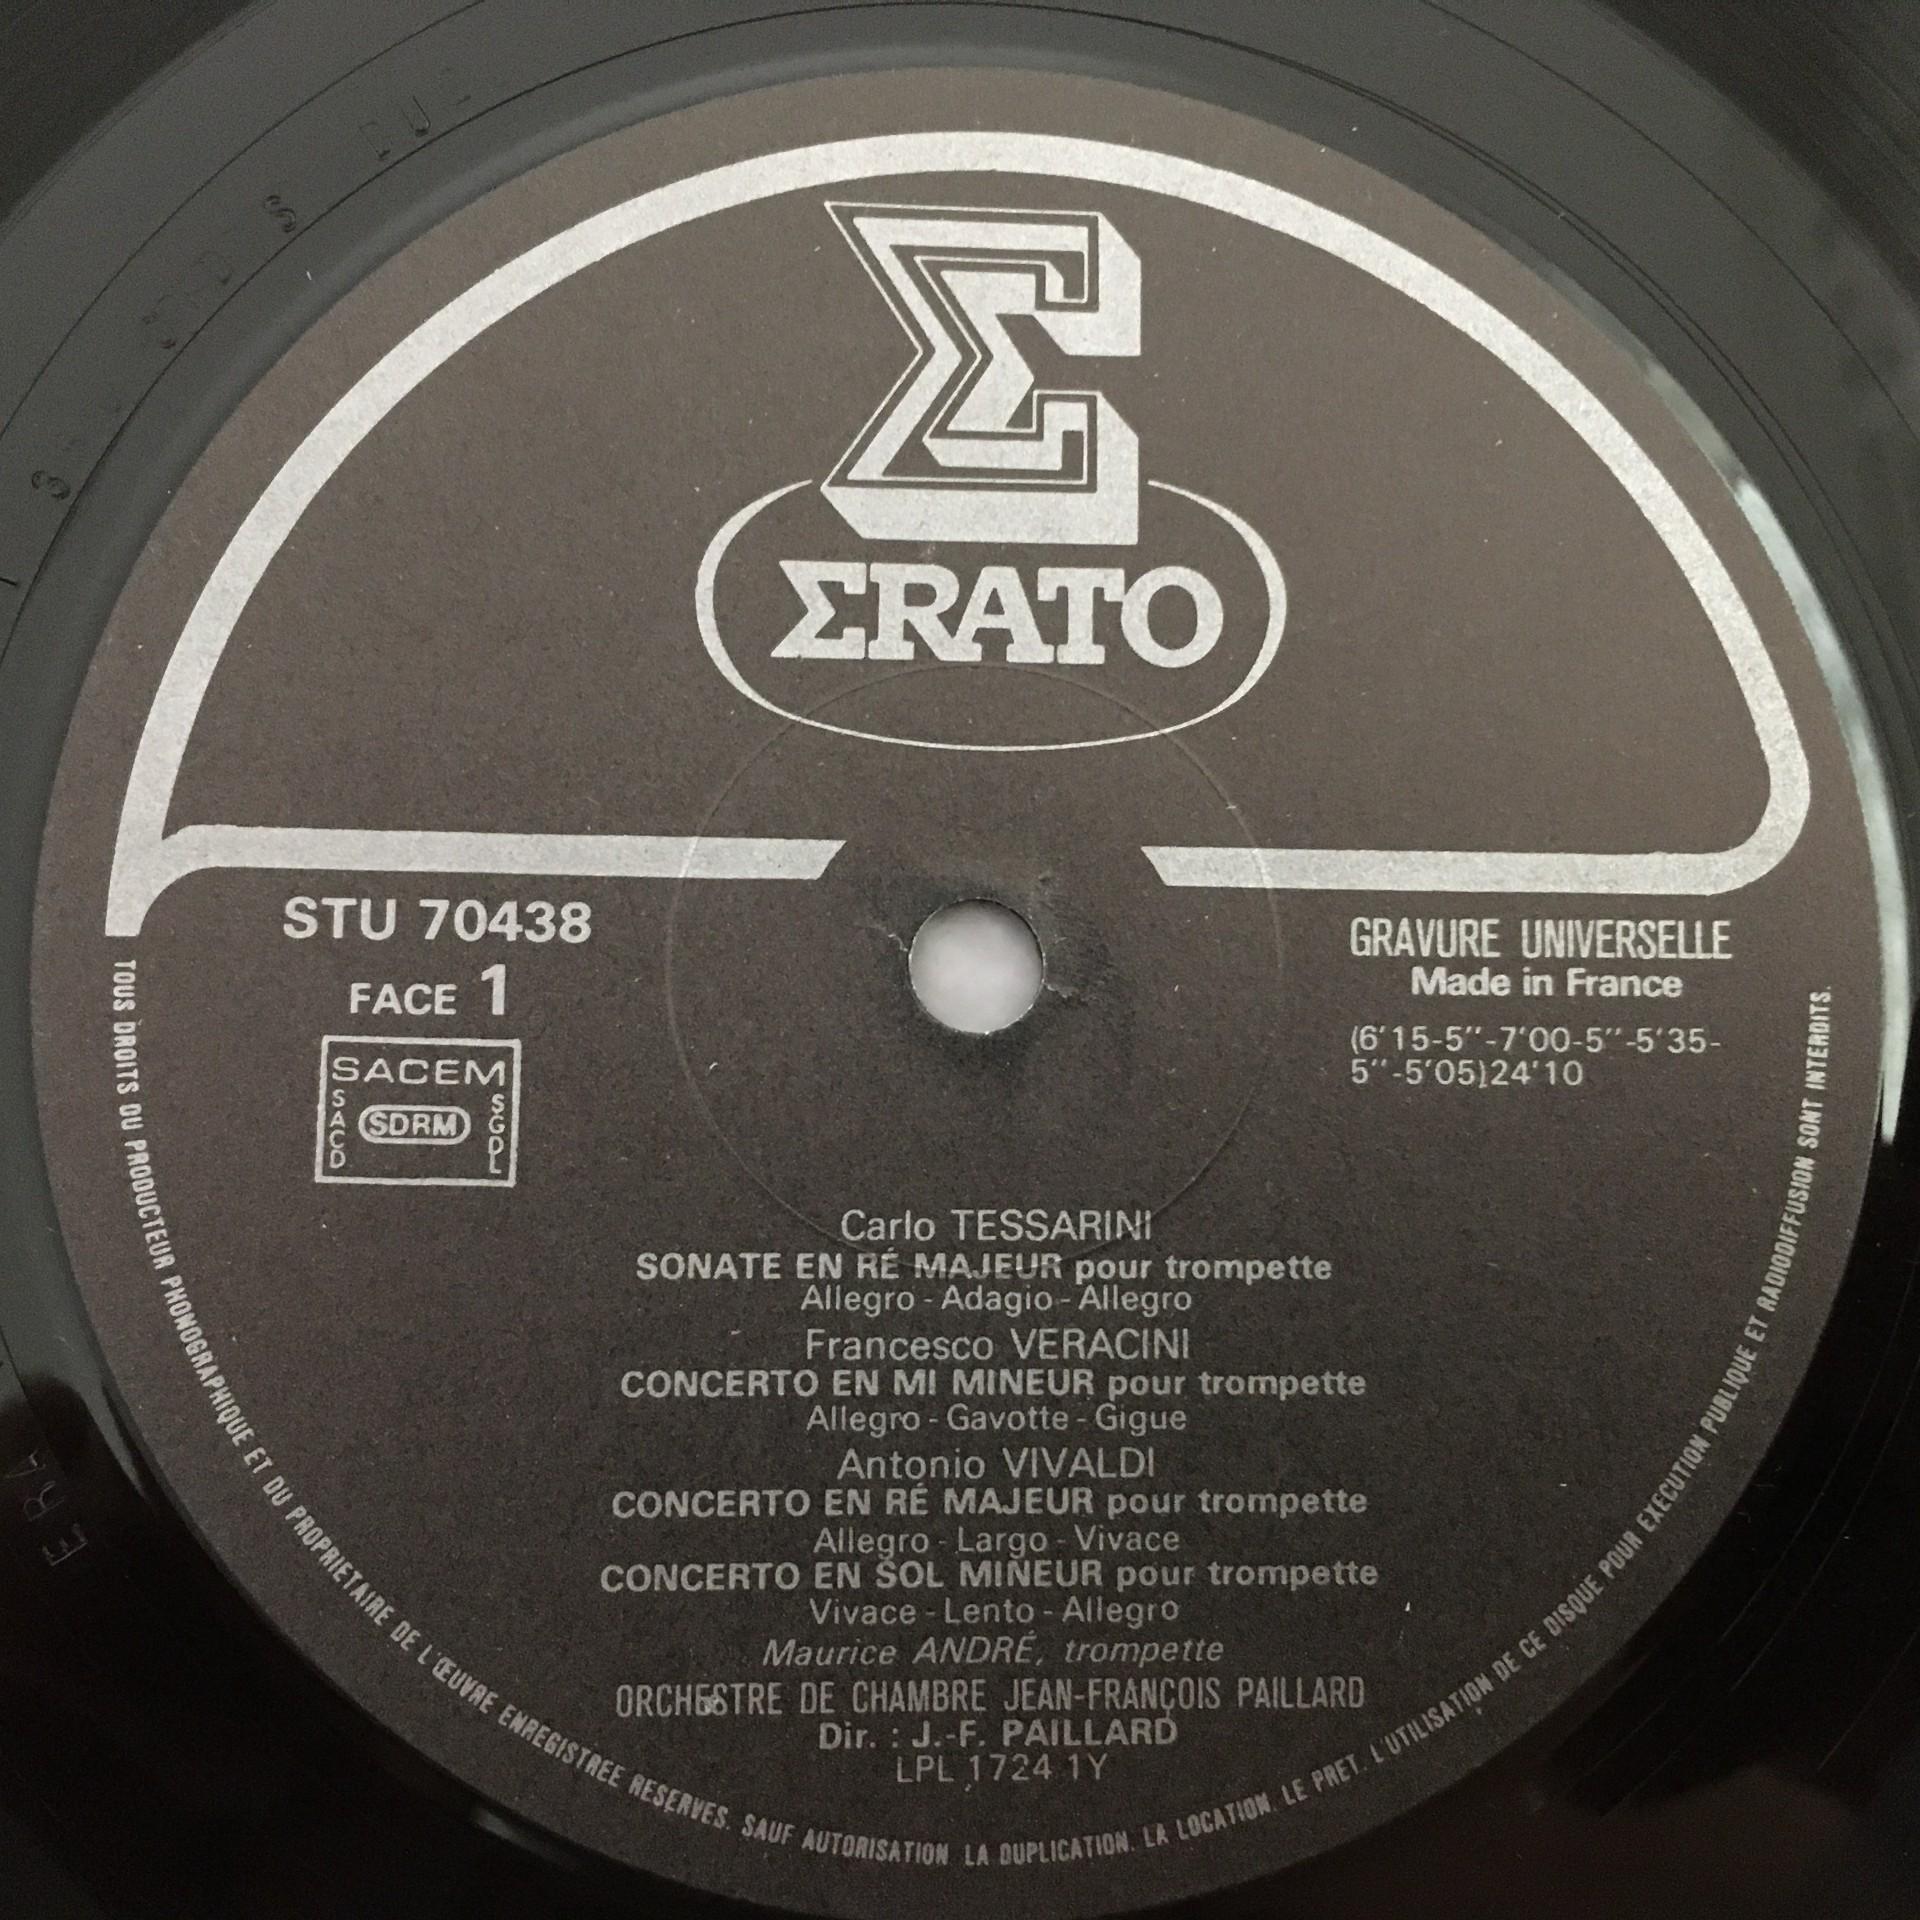 ΣRATO
STU 70438
FACE 1
SACEM
SACD
SDRM
SGDL
GRAVURE UNIVERSELLE
Made in France
(6'15-5''-7'00-5''-5'35-
5''-5'05)24'10
Carlo TESSARINI
SONATE EN RÉ MAJEUR pour trompette
Allegro - Adagio - Allegro
Francesco VERACINI
CONCERTO EN MI MINEUR pour trompette
Allegro - Gavotte - Gigue
Antonio VIVALDI
CONCERTO EN RÉ MAJEUR pour trompette
Allegro - Largo - Vivace
CONCERTO EN SOL MINEUR pour trompette
Vivace - Lento - Allegro
Maurice ANDRÉ, trompette
ORCHESTRE DE CHAMBRE JEAN-FRANÇOIS PAILLARD
Dir. : J.-F. PAILLARD
LPL 1724 1Y
TOUS DROITS DU PRODUCTEUR PHONOGRAPHIQUE ET DU PROPRIETAIRE DE L'ŒUVRE ENREGISTREE RESERVES. SAUF AUTORISATION LA DUPLICATION. LA LOCATION. LE PRET. L'UTILISATION DE CE DISQUE POUR EXECUTION PUBLIQUE ET RADIODIFFUSION SONT INTERDITS.